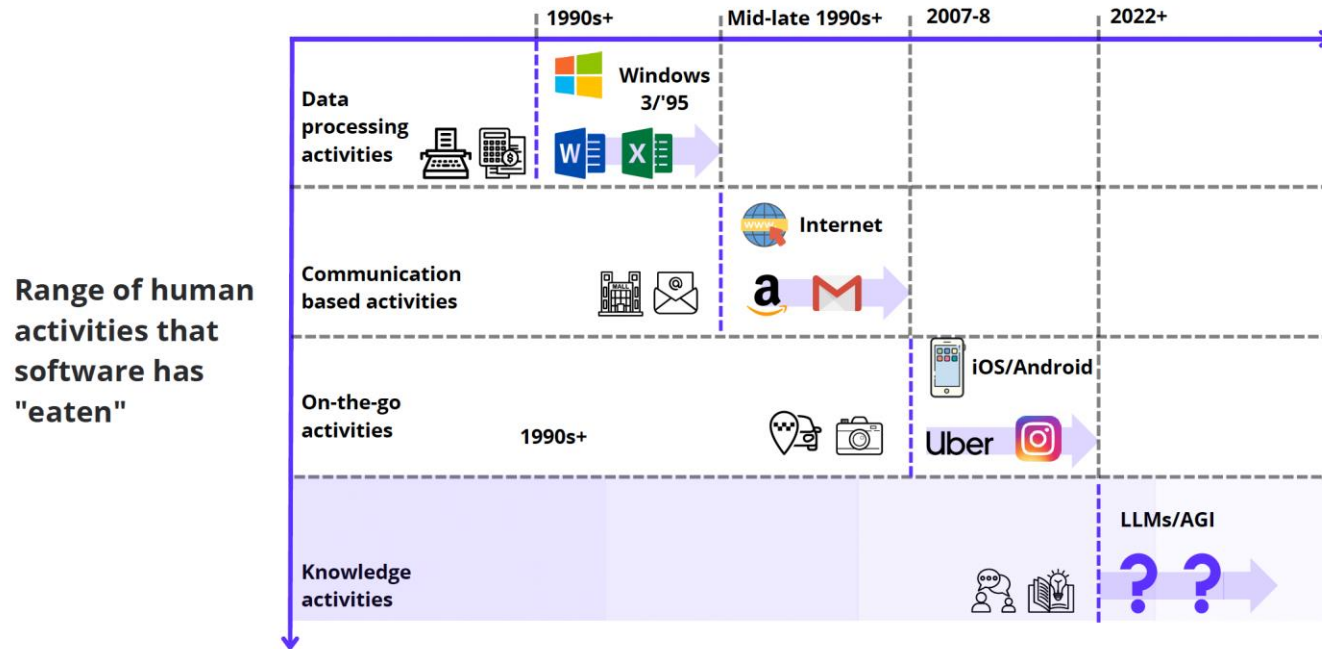 1990s+
Mid-late 1990s+
2007-8
2022+
Data
processing
activities
Windows
3/'95
W
X
Communication
based activities
MALL
@
www
Internet
a
Range of human
activities that
software has
"eaten"
On-the-go
activities
1990s+
iOS/Android
Uber
Knowledge
activities
LLMs/AGI
? ?